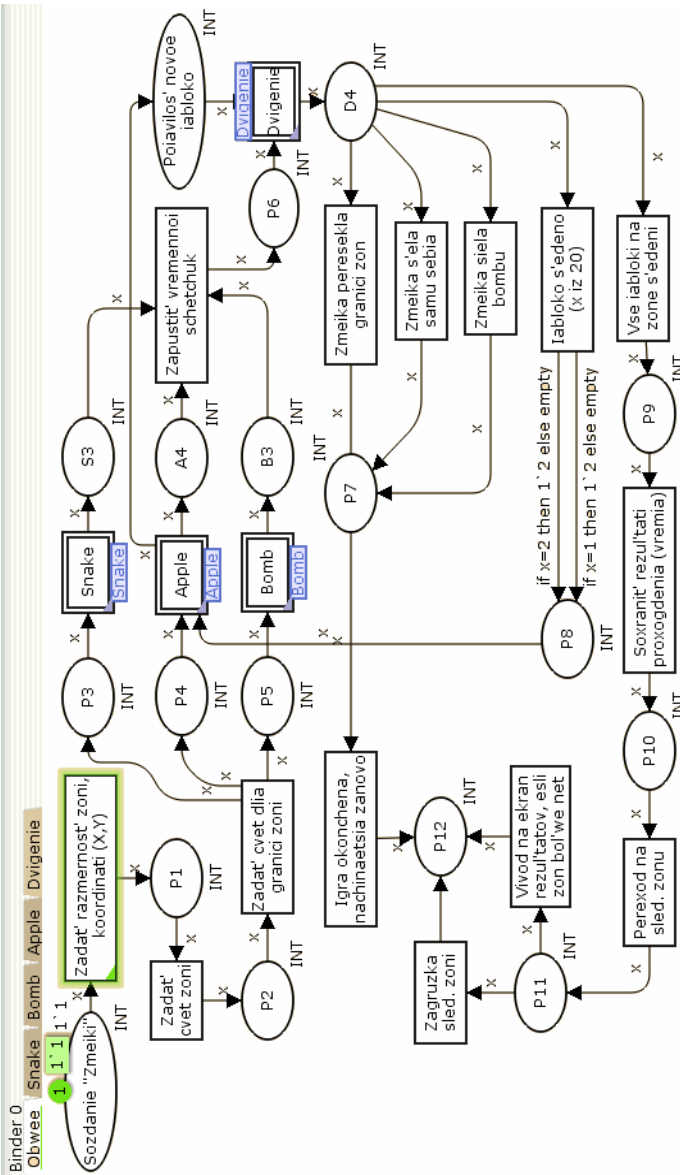 Binder 0
Obwee
Snake
Bomb
Apple
Dvigenie
1
1`1
1`1
Sozdanie "Zmeiki"
INT
x
Zadat' razmernost' zoni,
koordinati (X,Y)
x
P1
INT
x
Zadat'
cvet zoni
x
P2
INT
x
Zadat' cvet dlia
granici zoni
x
x
x
P3
INT
x
Snake
Snake
x
S3
INT
x
P4
INT
x
Apple
Apple
x
x
A4
INT
x
P5
INT
x
Bomb
Bomb
x
B3
INT
x
Zapustit' vremennoi
schetchuk
x
P6
INT
x
Poiavilos' novoe
iabloko
INT
x
Dvigenie
Dvigenie
x
D4
INT
x
x
x
x
x
Zmeika peresekla
granici zon
x
Zmeika s'ela
samu sebia
x
Zmeika siela
bombu
x
Iabloko s'edeno
(x iz 20)
if x=2 then 1`2 else empty
if x=1 then 1`2 else empty
Vse iabloki na
zone s'edeni
x
P7
INT
x
P8
INT
x
Igra okonchena,
nachinaetsia zanovo
x
P12
INT
P9
INT
x
Soxranit' rezul'tati
proxogdenia (vremia)
x
P10
INT
x
Perexod na
sled. zonu
x
P11
INT
x
x
Zagruzka
sled. zoni
Vivod na ekran
rezul'tatov, esli
zon bol'we net
x